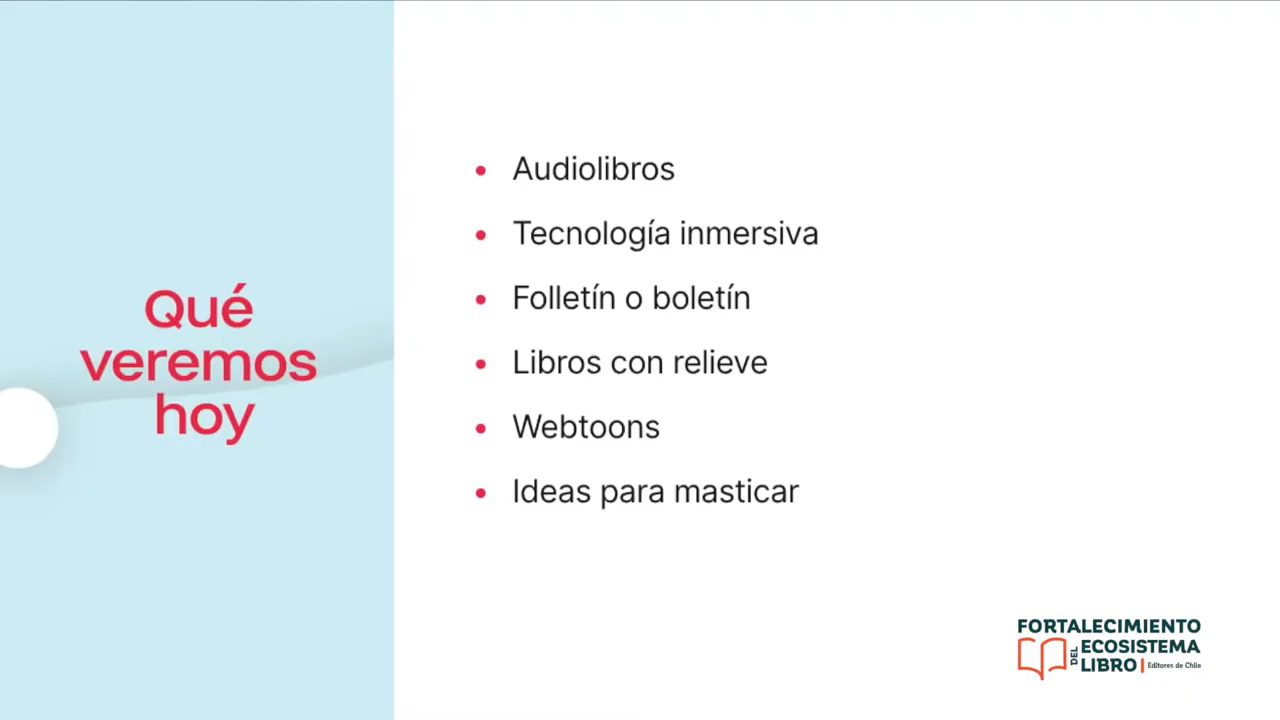 Qué
veremos
hoy
• Audiolibros
• Tecnología inmersiva
• Folletín o boletín
• Libros con relieve
• Webtoons
• Ideas para masticar
FORTALECIMIENTO
DEL ECOSISTEMA
LIBRO | Editores de Chile